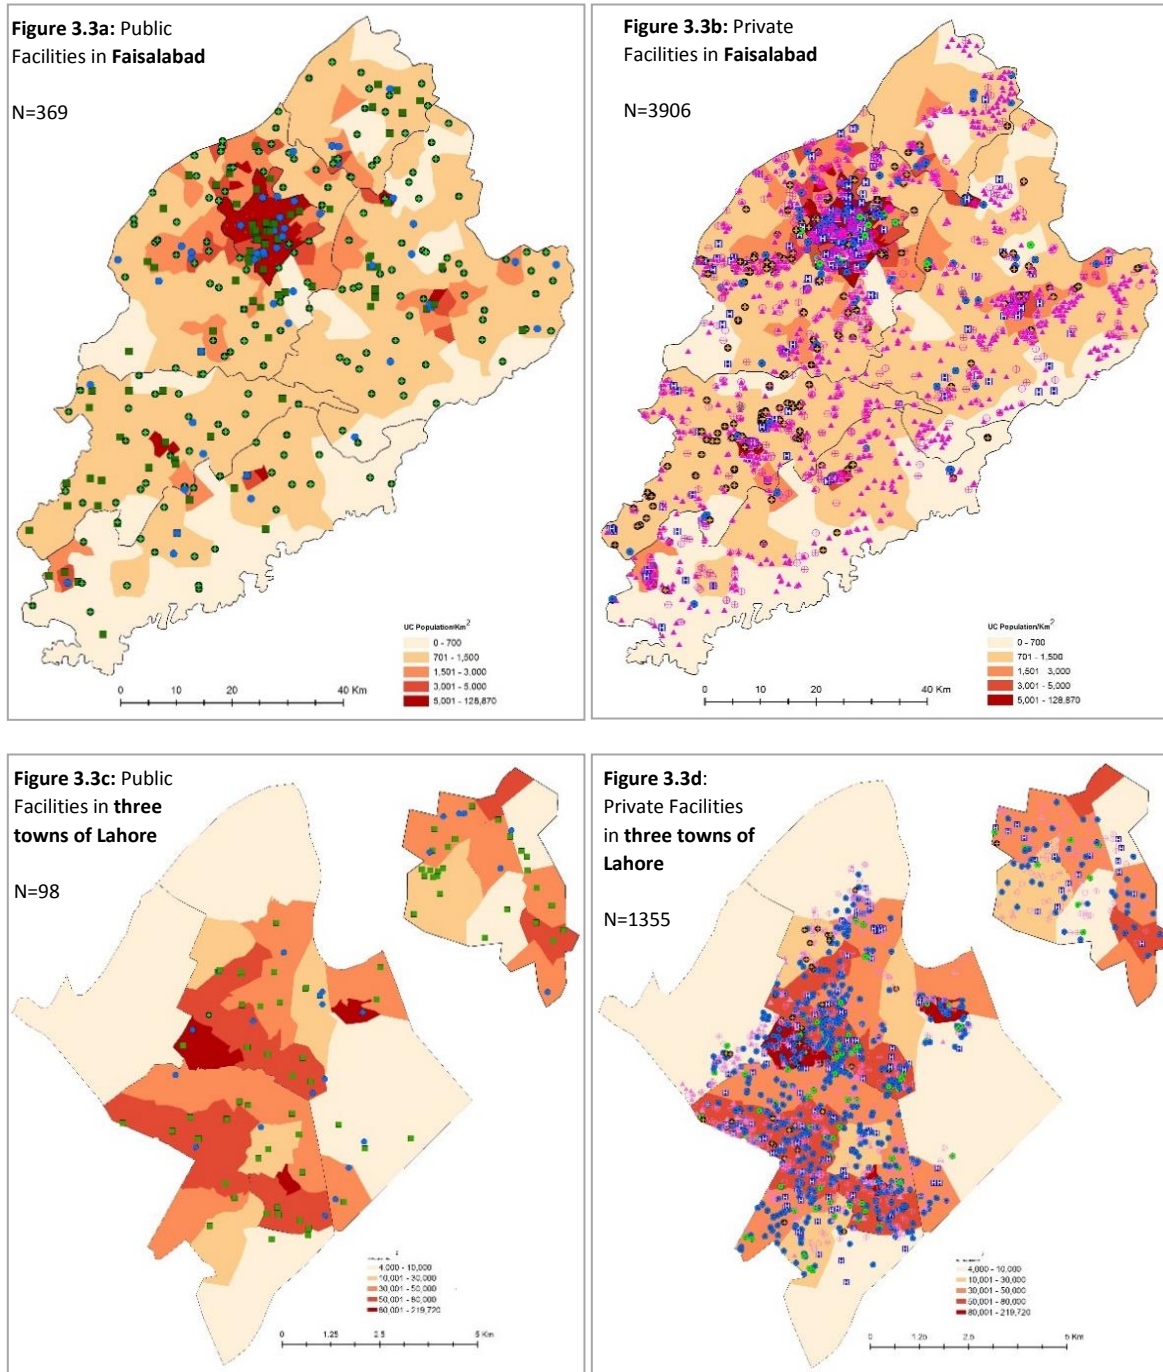 Figure 3.3a: Public
Facilities in Faisalabad
N=369
UC Population/Km2
0 - 700
701 - 1,500
1,501 - 3,000
3,001 - 5,000
5,001 - 128,870
0 10 20 40 Km
Figure 3.3b: Private
Facilities in Faisalabad
N=3906
UC Population/Km2
0 - 700
701 - 1,500
1,501 - 3,000
3,001 - 5,000
5,001 - 128,870
0 10 20 40 Km
Figure 3.3c: Public
Facilities in three
towns of Lahore
N=98
4,000 - 10,000
10,001 - 30,000
30,001 - 50,000
50,001 - 80,000
80,001 - 219,720
0 1.25 2.5 5 Km
Figure 3.3d:
Private Facilities
in three towns of
Lahore
N=1355
4,000 - 10,000
10,001 - 30,000
30,001 - 50,000
50,001 - 80,000
80,001 - 219,720
0 1.25 2.5 5 Km